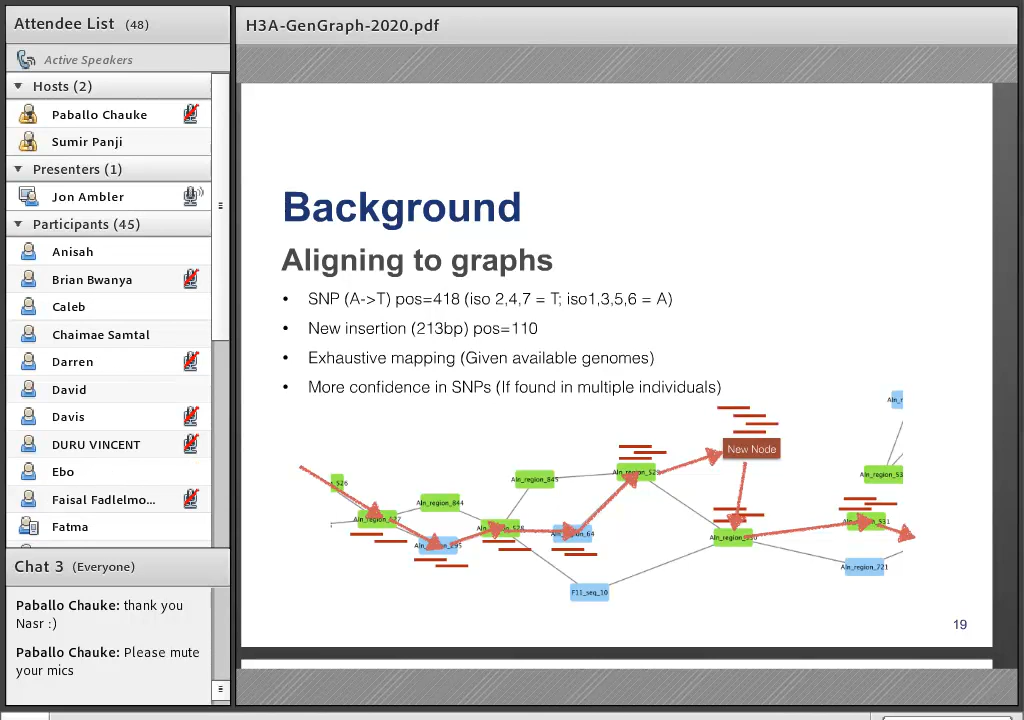 Attendee List (48)
Active Speakers
Hosts (2)
Paballo Chauke
Sumir Panji
Presenters (1)
Jon Ambler
Participants (45)
Anisah
Brian Bwanya
Caleb
Chaimae Samtal
Darren
David
Davis
DURU VINCENT
Ebo
Faisal Fadlelmo...
Fatma
Chat 3 (Everyone)
Paballo Chauke: thank you
Nasr :)
Paballo Chauke: Please mute
your mics
H3A-GenGraph-2020.pdf
Background
Aligning to graphs
• SNP (A->T) pos=418 (iso 2,4,7 = T; iso1,3,5,6 = A)
• New insertion (213bp) pos=110
• Exhaustive mapping (Given available genomes)
• More confidence in SNPs (If found in multiple individuals)
New Node
Aln_region_844
Aln_region_845
F11_seq_10
Aln_region_721
19